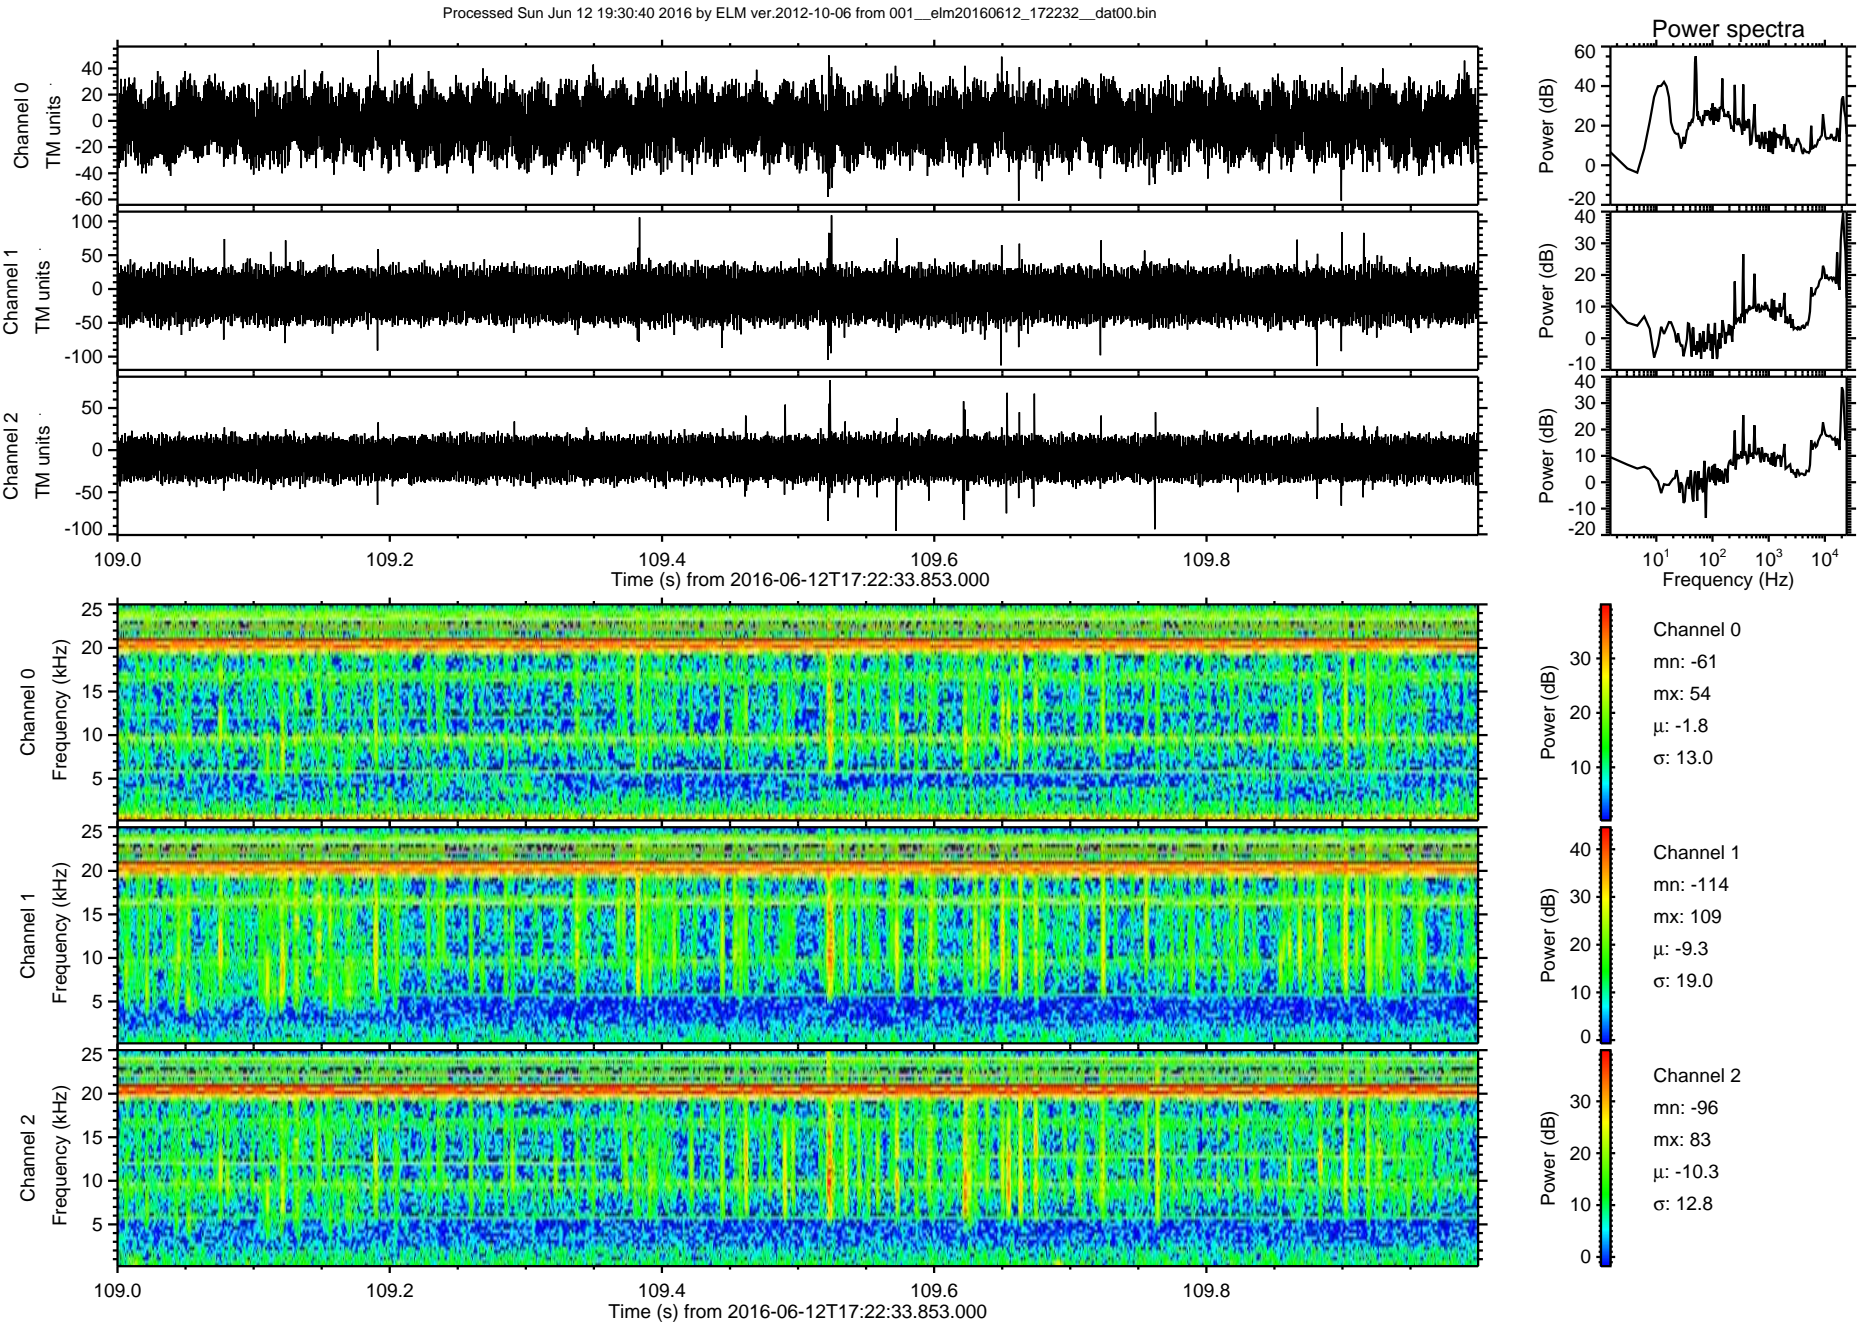 Processed Sun Jun 12 19:30:40 2016 by ELM ver.2012-10-06 from 001__elm20160612_172232__dat00.bin
Power spectra
Channel 0
TM units
40
20
0
-20
-40
-60
Power (dB)
60
40
20
0
-20
Channel 1
TM units
100
50
0
-50
-100
Power (dB)
40
30
20
10
0
-10
Channel 2
TM units
50
0
-50
-100
Power (dB)
40
30
20
10
0
-10
-20
109.0 109.2 109.4 109.6 109.8
Time (s) from 2016-06-12T17:22:33.853.000
10¹ 10² 10³ 10⁴
Frequency (Hz)
Channel 0
Frequency (kHz)
25
20
15
10
5
Power (dB)
30
20
10
Channel 0
mn: -61
mx: 54
μ: -1.8
σ: 13.0
Channel 1
Frequency (kHz)
25
20
15
10
5
Power (dB)
40
30
20
10
0
Channel 1
mn: -114
mx: 109
μ: -9.3
σ: 19.0
Channel 2
Frequency (kHz)
25
20
15
10
5
Power (dB)
30
20
10
0
Channel 2
mn: -96
mx: 83
μ: -10.3
σ: 12.8
109.0 109.2 109.4 109.6 109.8
Time (s) from 2016-06-12T17:22:33.853.000